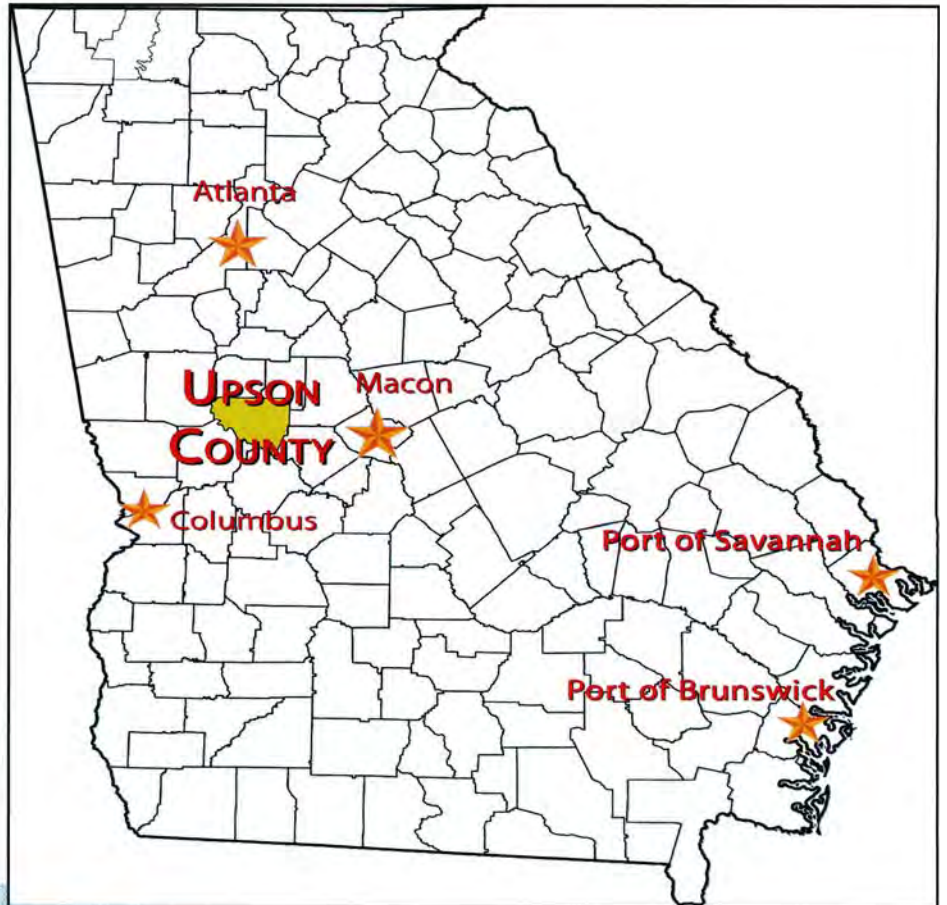 Atlanta
Macon
UPSON
COUNTY
Columbus
Port of Savannah
Port of Brunswick